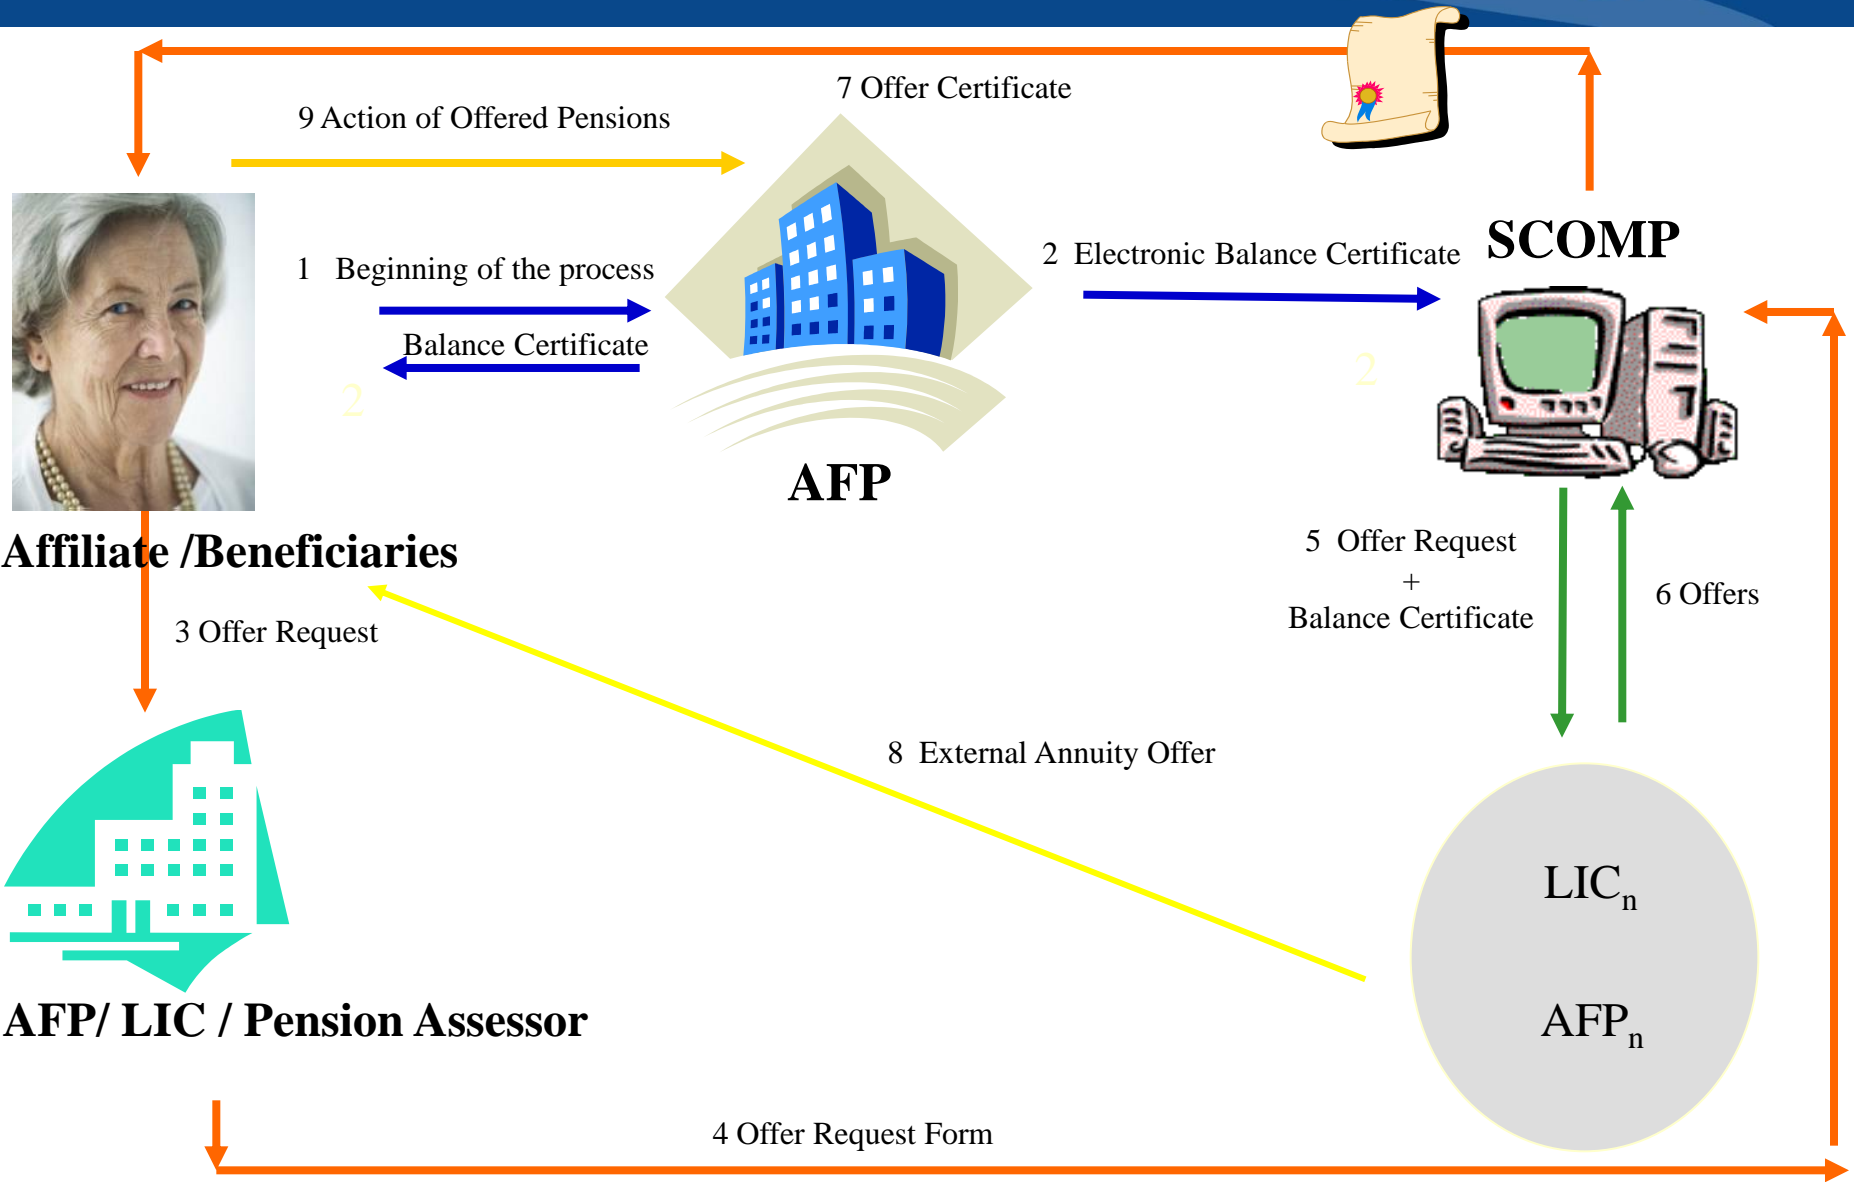 7 Offer Certificate
9 Action of Offered Pensions
SCOMP
1 Beginning of the process
2 Electronic Balance Certificate
Balance Certificate
2
2
AFP
Affiliate /Beneficiaries
5 Offer Request
+
Balance Certificate
6 Offers
3 Offer Request
8 External Annuity Offer
LICn
AFPn
AFP/ LIC / Pension Assessor
4 Offer Request Form